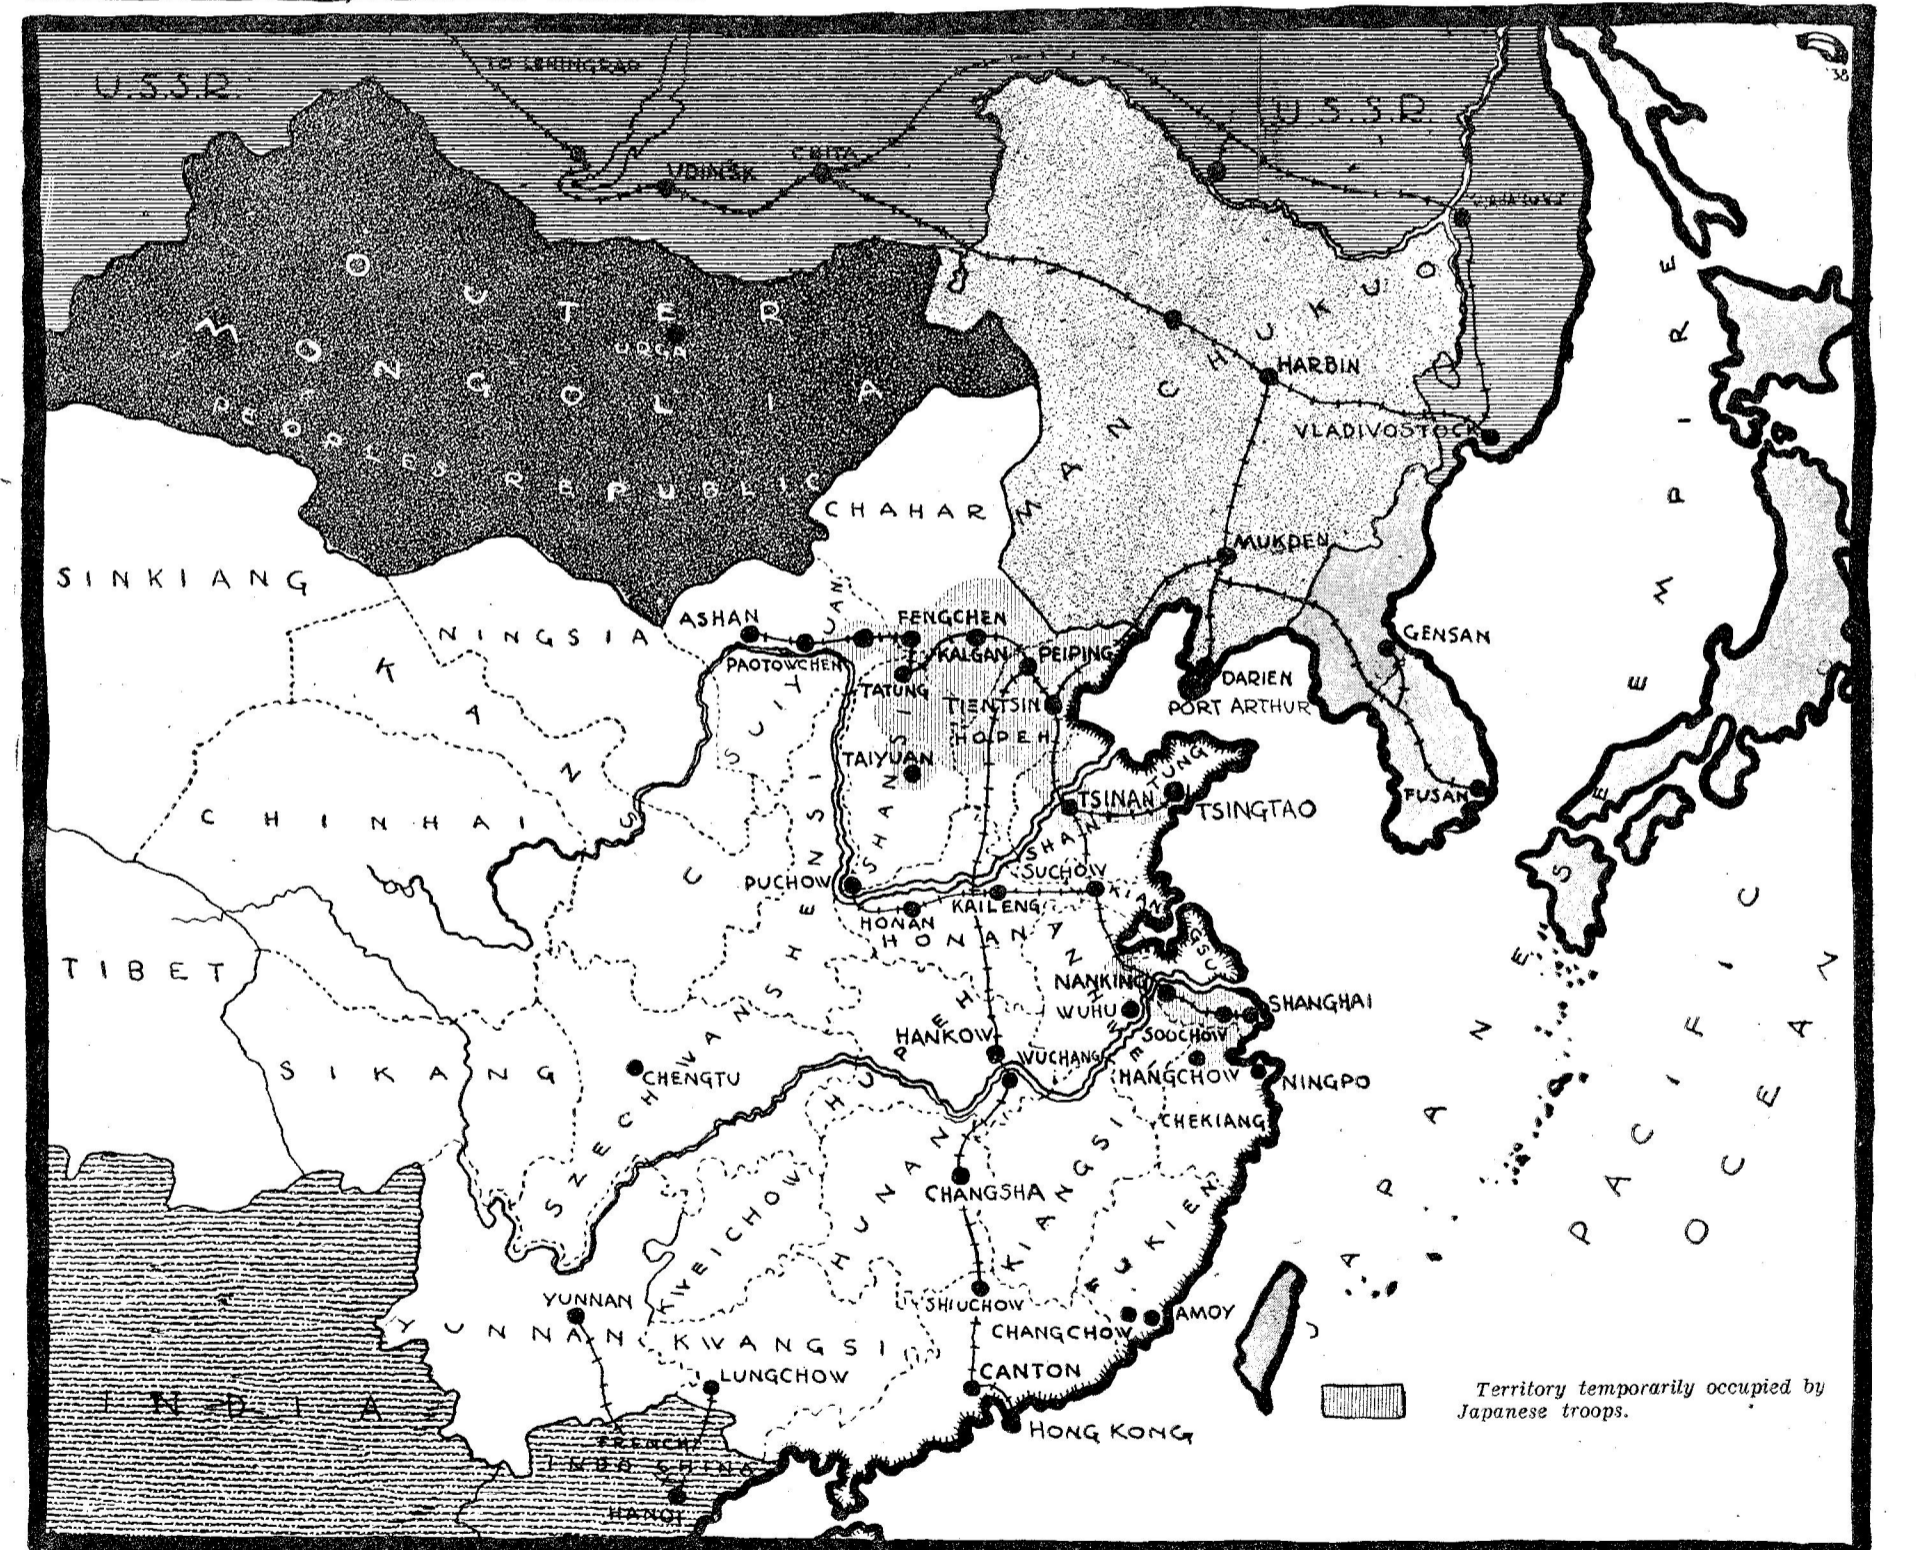 TO LENINGRAD
U.S.S.R.
U.S.S.R.
'38
UDINSK
CHITA
OUTER
MONGOLIA
URGA
PEOPLES REPUBLIC
MANCHUKUO
HARBIN
VLADIVOSTOCK
CHAHAR
MUKDEN
SINKIANG
NINGSIA
ASHAN
PAOTOWCHEN
SUIYUAN
FENGCHEN
KALGAN
PEIPING
TATUNG
TIENTSIN
HOPEH
DARIEN
PORT ARTHUR
GENSAN
FUSAN
KANSU
TAIYUAN
SHANSI
SHENSI
TSINAN
SHANTUNG
TSINGTAO
CHINHAI
PUCHOW
HONAN
KAILENG
SUCHOW
KIANGSU
HONAN
ANHWEI
TIBET
NANKING
WUHU
SOOCHOW
SHANGHAI
HANKOW
WUCHANG
HUPEH
HANGCHOW
NINGPO
CHEKIANG
SIKANG
CHENGTU
SZECHWAN
CHANGSHA
HUNAN
KIANGSI
KWEICHOW
FUKIEN
YUNNAN
YUNNAN
KWANGSI
SHIUCHOW
CHANGCHOW
AMOY
LUNGCHOW
CANTON
HONG KONG
INDIA
FRENCH
INDO CHINA
HANOI
JAPANESE EMPIRE
PACIFIC
OCEAN
Territory temporarily occupied by
Japanese troops.